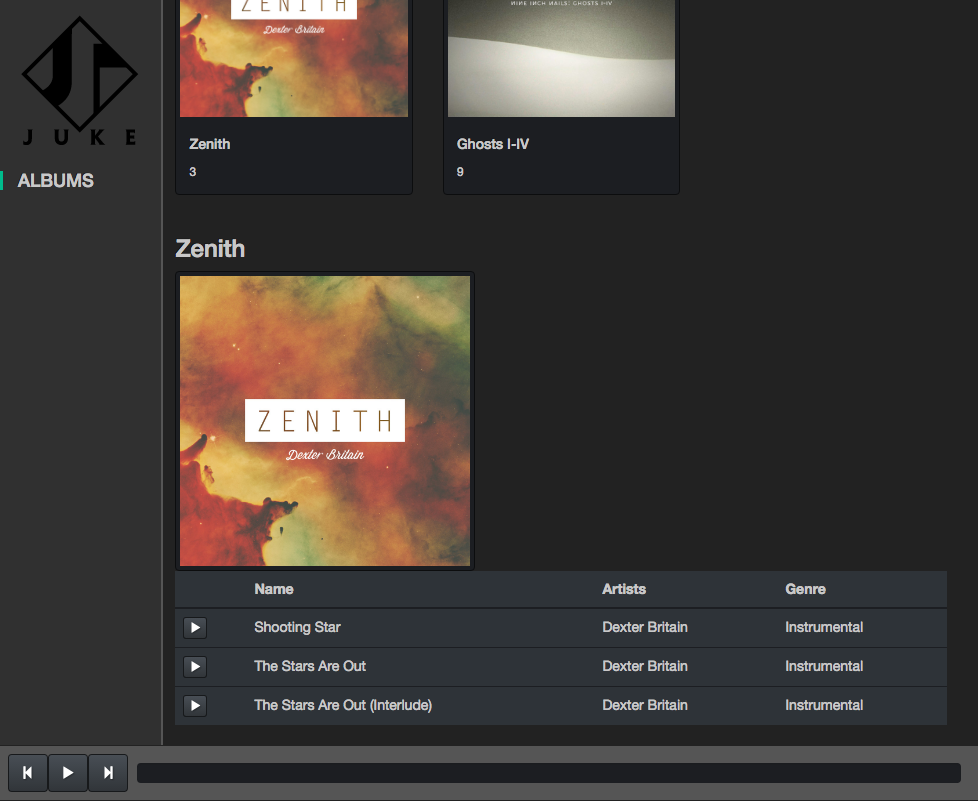 ZENITH
Dexter Britain
NINE INCH NAILS: GHOSTS I-IV
JUKE
ALBUMS
Zenith
3
Ghosts I-IV
9
Zenith
ZENITH
Dexter Britain
Name Artists Genre
Shooting Star Dexter Britain Instrumental
The Stars Are Out Dexter Britain Instrumental
The Stars Are Out (Interlude) Dexter Britain Instrumental